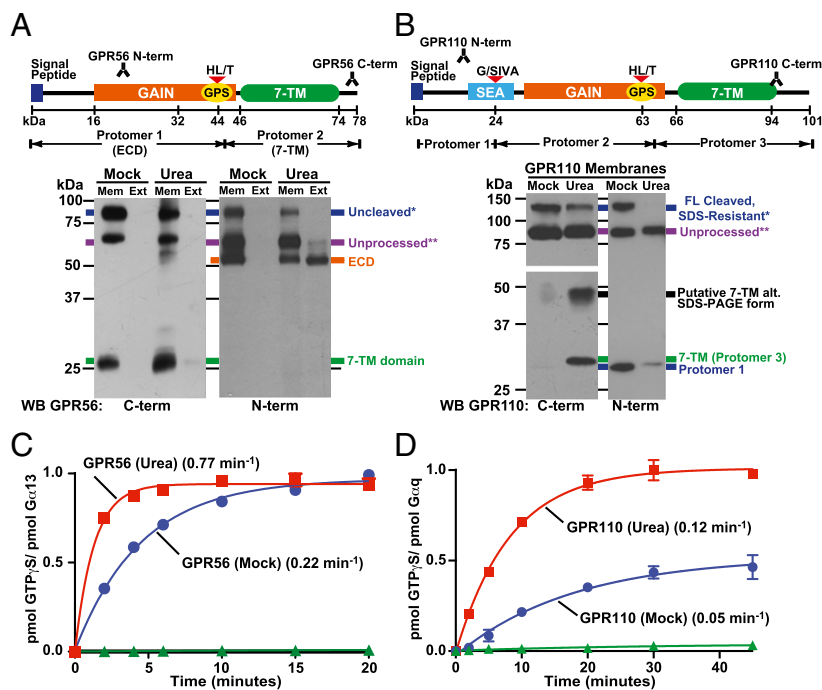 A
GPR56 N-term
GPR56 C-term
Signal
Peptide
HL/T
GAIN
GPS
7-TM
kDa 16 32 44 46 74 78
Protomer 1
(ECD)
Protomer 2
(7-TM)
Mock Urea Mock Urea
kDa Mem Ext Mem Ext Mem Ext Mem Ext
100
75
50
37
25
Uncleaved*
Unprocessed**
ECD
7-TM domain
WB GPR56: C-term N-term
B
GPR110 N-term
GPR110 C-term
Signal
Peptide
G/SIVA
HL/T
SEA
GAIN
GPS
7-TM
kDa 24 63 66 94 101
Protomer 1
Protomer 2
Protomer 3
GPR110 Membranes
kDa Mock Urea Mock Urea
150
100
75
50
37
25
FL Cleaved,
SDS-Resistant*
Unprocessed**
Putative 7-TM alt.
SDS-PAGE form
7-TM (Protomer 3)
Protomer 1
WB GPR110: C-term N-term
C
pmol GTPγS/ pmol Gα13
1.0
0.5
0.0
GPR56 (Urea) (0.77 min-1)
GPR56 (Mock) (0.22 min-1)
0 5 10 15 20
Time (minutes)
D
pmol GTPγS/ pmol Gαq
1.0
0.5
0.0
GPR110 (Urea) (0.12 min-1)
GPR110 (Mock) (0.05 min-1)
0 10 20 30 40
Time (minutes)